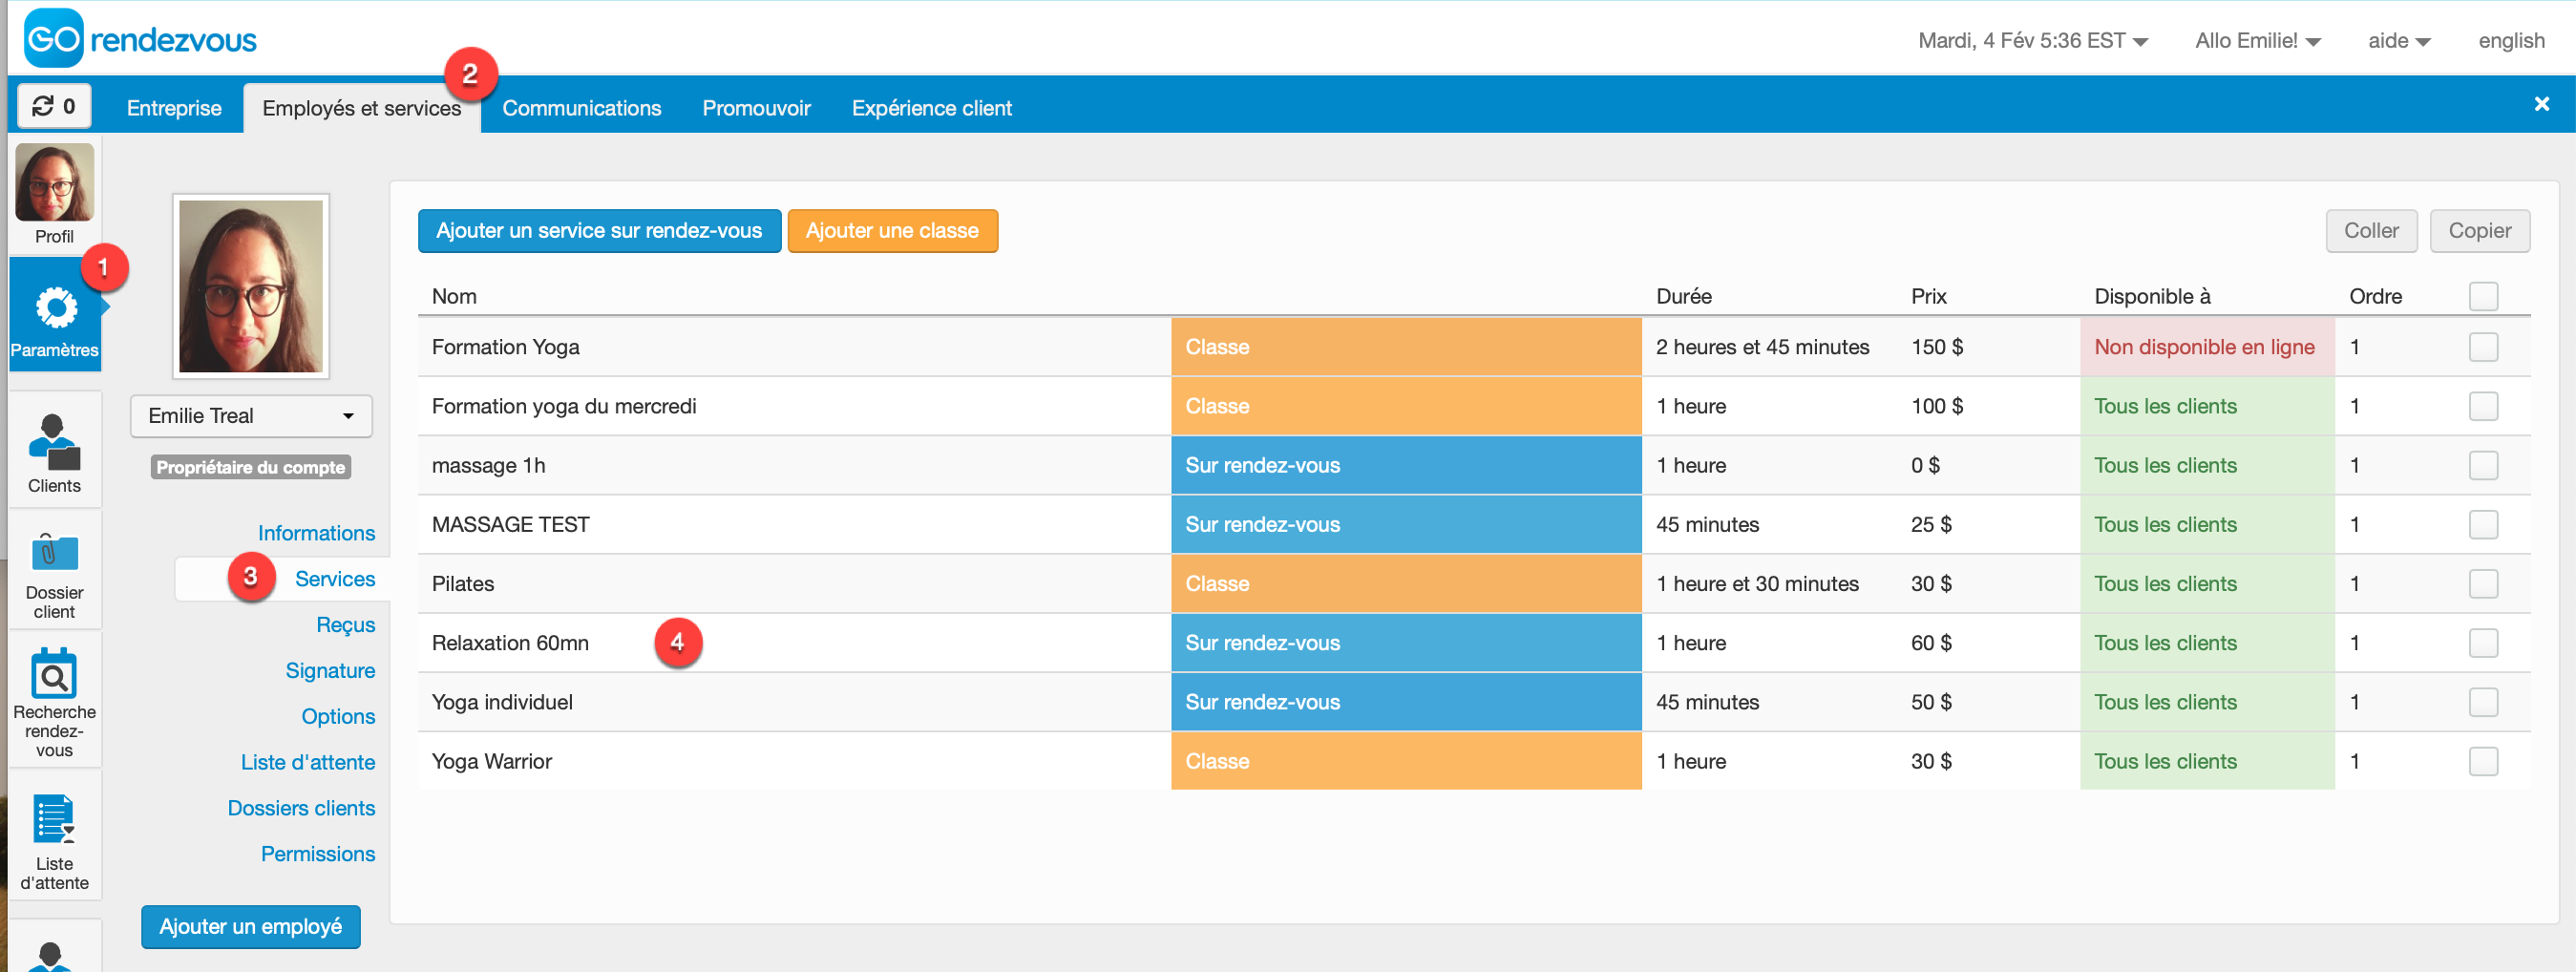 GO rendezvous
Mardi, 4 Fév 5:36 EST
Allo Emilie!
aide
english
0
Entreprise
Employés et services
2
Communications
Promouvoir
Expérience client
Profil
1
Paramètres
Clients
Dossier
client
Recherche
rendez-
vous
Liste
d'attente
Emilie Treal
Propriétaire du compte
Informations
3
Services
Reçus
Signature
Options
Liste d'attente
Dossiers clients
Permissions
Ajouter un employé
Ajouter un service sur rendez-vous
Ajouter une classe
Coller
Copier
Nom Durée Prix Disponible à Ordre
Formation Yoga Classe 2 heures et 45 minutes 150 $ Non disponible en ligne 1
Formation yoga du mercredi Classe 1 heure 100 $ Tous les clients 1
massage 1h Sur rendez-vous 1 heure 0 $ Tous les clients 1
MASSAGE TEST Sur rendez-vous 45 minutes 25 $ Tous les clients 1
Pilates Classe 1 heure et 30 minutes 30 $ Tous les clients 1
Relaxation 60mn 4 Sur rendez-vous 1 heure 60 $ Tous les clients 1
Yoga individuel Sur rendez-vous 45 minutes 50 $ Tous les clients 1
Yoga Warrior Classe 1 heure 30 $ Tous les clients 1